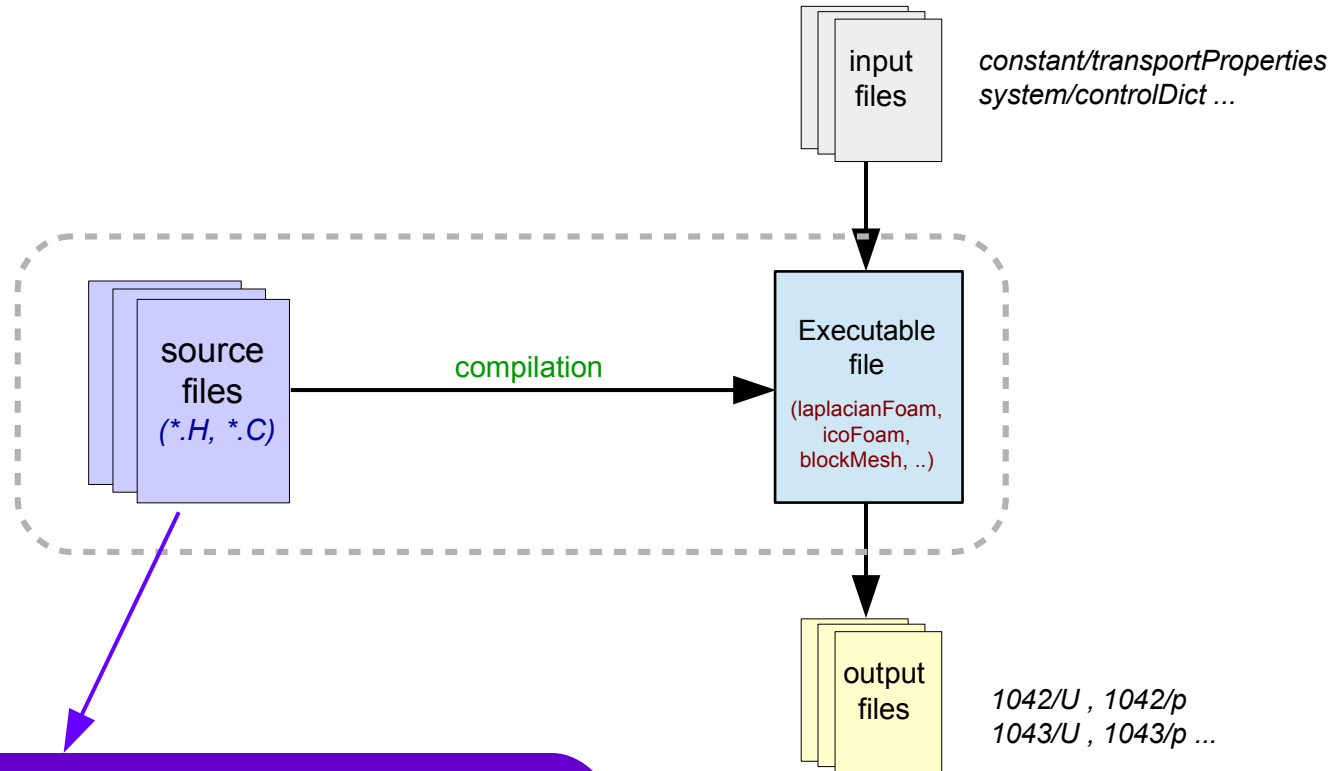 input
files
constant/transportProperties
system/controlDict ...
source
files
(*.H, *.C)
compilation
Executable
file
(laplacianFoam,
icoFoam,
blockMesh, ..)
output
files
1042/U , 1042/p
1043/U , 1043/p ...